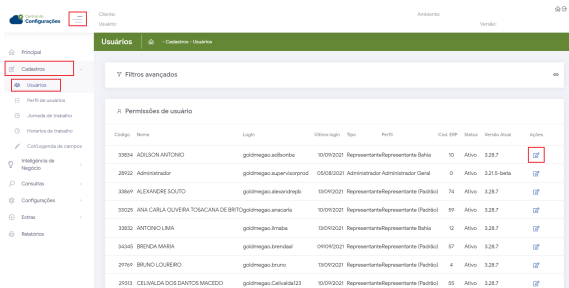 Central de
Configurações
Cliente:
Ambiente:
Usuário:
Versão:
Usuários - Cadastros - Usuários
Principal
Cadastros
Usuários
Perfil de usuários
Jornada de trabalho
Horários de trabalho
Conf.agenda de campos
Inteligência de
Negócio
Consultas
Configurações
Extras
Relatórios
Filtros avançados
Permissões de usuário
Código Nome Login Último login Tipo Perfil Cod. ERP Status Versão Atual Ações
33834 ADILSON ANTONIO goldmegao.adilsonba 10/09/2021 Representante Representante Bahia 10 Ativo 3.28.7
28922 Administrador goldmegao.supervisorprod 05/08/2021 Administrador Administrador Geral 0 Ativo 3.21.5-beta
33869 ALEXANDRE SOUTO goldmegao.alexandrepb 13/09/2021 Representante Representante (Padrão) 74 Ativo 3.28.7
33025 ANA CARLA OLIVEIRA TOSACANA DE BRITO goldmegao.anacarla 10/09/2021 Representante Representante (Padrão) 59 Ativo 3.28.7
33832 ANTONIO LIMA goldmegao.limaba 13/09/2021 Representante Representante Bahia 12 Ativo 3.28.7
34345 BRENDA MARIA goldmegao.brendaal 09/09/2021 Representante Representante (Padrão) 57 Ativo 3.28.7
29769 BRUNO LOUREIRO goldmegao.bruno 13/09/2021 Representante Representante (Padrão) 4 Ativo 3.28.7
29313 CELIVALDA DOS DANTOS MACEDO goldmegao.Celivalda123 10/09/2021 Representante Representante (Padrão) 55 Ativo 3.28.7